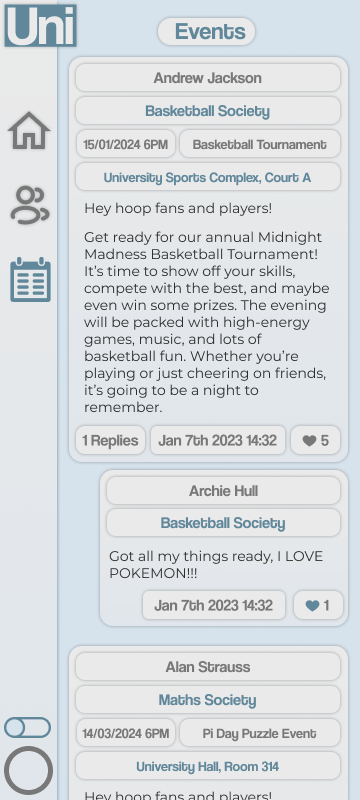 Uni
Events
Andrew Jackson
Basketball Society
15/01/2024 6PM
Basketball Tournament
University Sports Complex, Court A
Hey hoop fans and players!
Get ready for our annual Midnight
Madness Basketball Tournament!
It's time to show off your skills,
compete with the best, and maybe
even win some prizes. The evening
will be packed with high-energy
games, music, and lots of
basketball fun. Whether you're
playing or just cheering on friends,
it's going to be a night to
remember.
1 Replies
Jan 7th 2023 14:32
5
Archie Hull
Basketball Society
Got all my things ready, I LOVE
POKEMON!!!
Jan 7th 2023 14:32
1
Alan Strauss
Maths Society
14/03/2024 6PM
Pi Day Puzzle Event
University Hall, Room 314
Hey hoop fans and players!